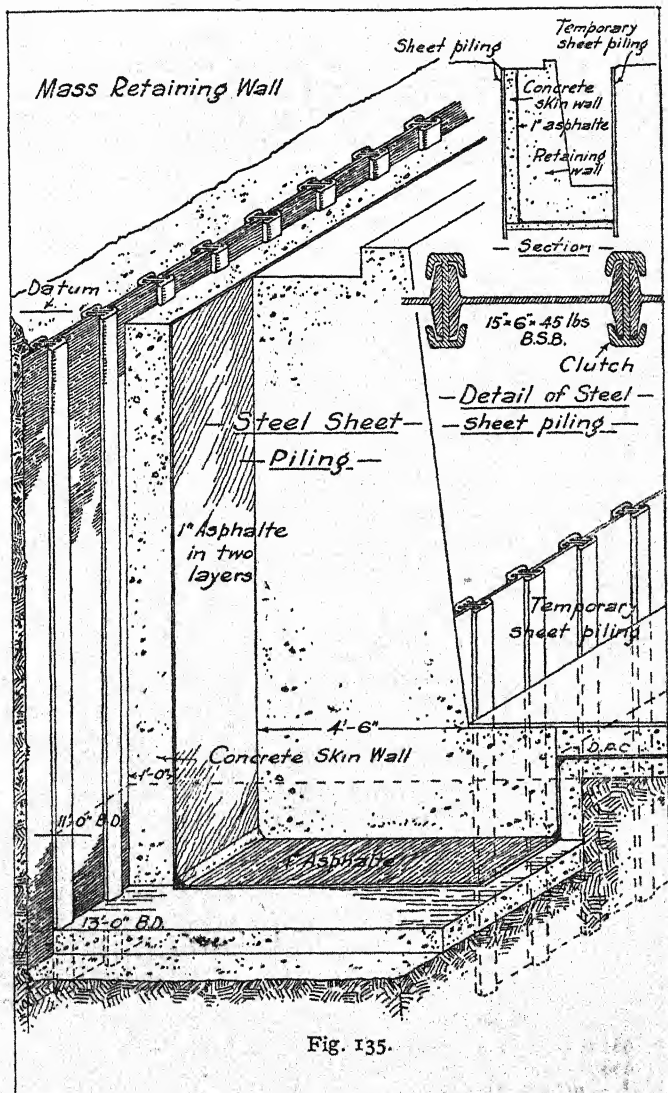 Mass Retaining Wall
Sheet piling
Temporary
sheet piling
Concrete
skin wall
1" asphalte
Retaining
wall
— Section —
Datum
15" × 6" × 45 lbs
B.S.B.
Clutch
— Detail of Steel —
— sheet piling —
— Steel Sheet —
— Piling —
1" Asphalte
in two
layers
Temporary
sheet piling
4'-6"
D.P.C
Concrete Skin Wall
1'-0"
11'-0" B.D.
1" Asphalte
13'-0" B.D.
Fig. 135.